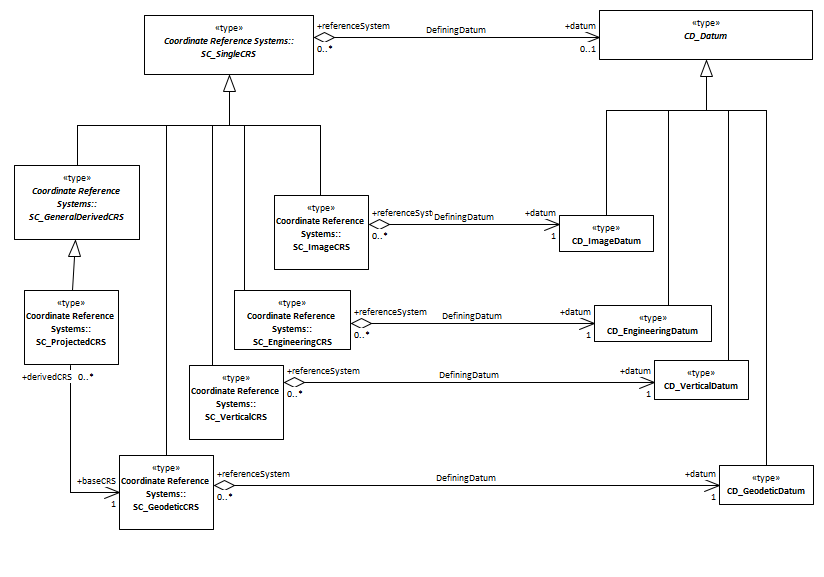 «type»
Coordinate Reference Systems::
SC_SingleCRS
+referenceSystem
0..*
DefiningDatum
+datum
0..1
«type»
CD_Datum
«type»
Coordinate Reference
Systems::
SC_GeneralDerivedCRS
«type»
Coordinate Reference
Systems::
SC_ImageCRS
+referenceSyst
0..*
DefiningDatum
+datum
1
«type»
CD_ImageDatum
«type»
Coordinate Reference
Systems::
SC_ProjectedCRS
«type»
Coordinate Reference
Systems::
SC_EngineeringCRS
+referenceSystem
0..*
DefiningDatum
+datum
1
«type»
CD_EngineeringDatum
+derivedCRS 0..*
«type»
Coordinate Reference
Systems::
SC_VerticalCRS
+referenceSystem
0..*
DefiningDatum
+datum
1
«type»
CD_VerticalDatum
+baseCRS
1
«type»
Coordinate Reference
Systems::
SC_GeodeticCRS
+referenceSystem
0..*
DefiningDatum
+datum
1
«type»
CD_GeodeticDatum